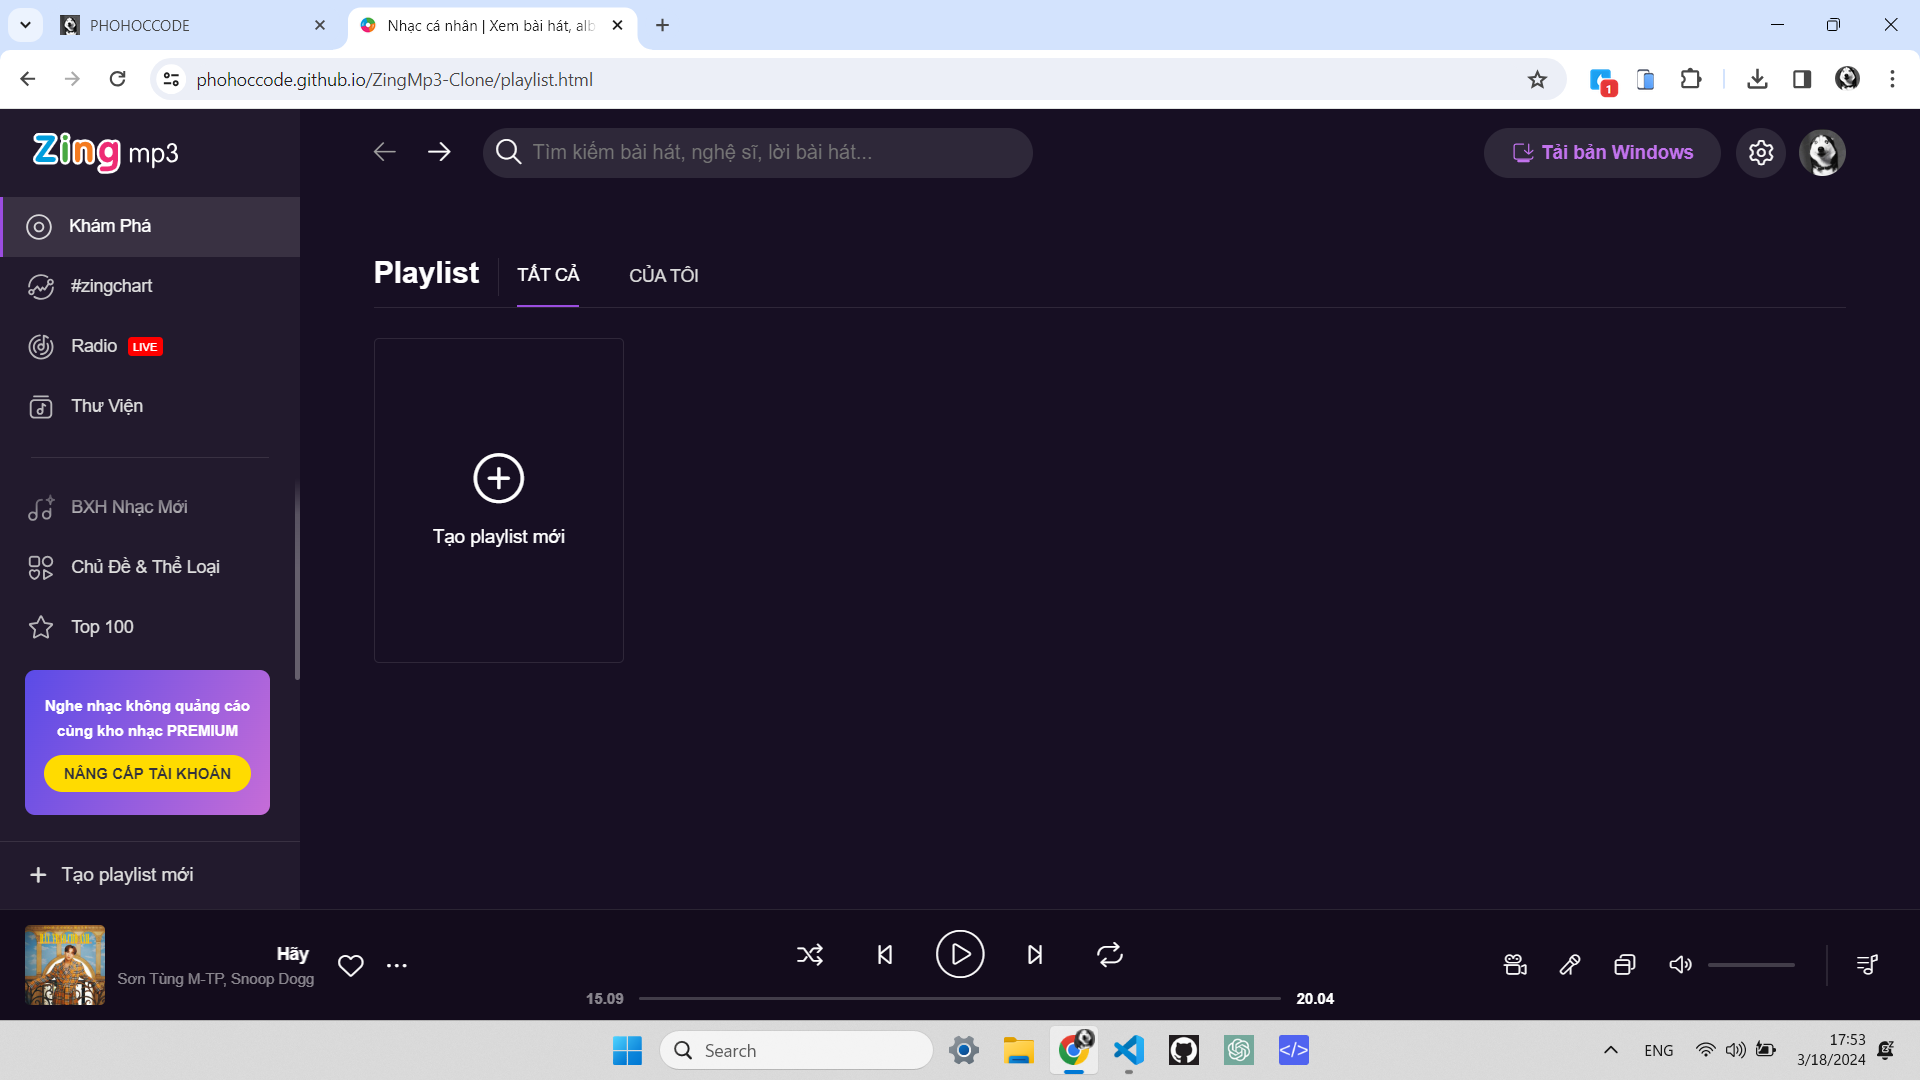 PHOHOCCODE
Nhạc cá nhân | Xem bài hát, alb
phohoccode.github.io/ZingMp3-Clone/playlist.html
1
Zing mp3
Tìm kiếm bài hát, nghệ sĩ, lời bài hát...
Tải bản Windows
Khám Phá
#zingchart
Radio LIVE
Thư Viện
BXH Nhạc Mới
Chủ Đề & Thể Loại
Top 100
Nghe nhạc không quảng cáo
cùng kho nhạc PREMIUM
NÂNG CẤP TÀI KHOẢN
Tạo playlist mới
Playlist
TẤT CẢ
CỦA TÔI
Tạo playlist mới
Hãy
Sơn Tùng M-TP, Snoop Dogg
15.09
20.04
Search
ENG
17:53
3/18/2024